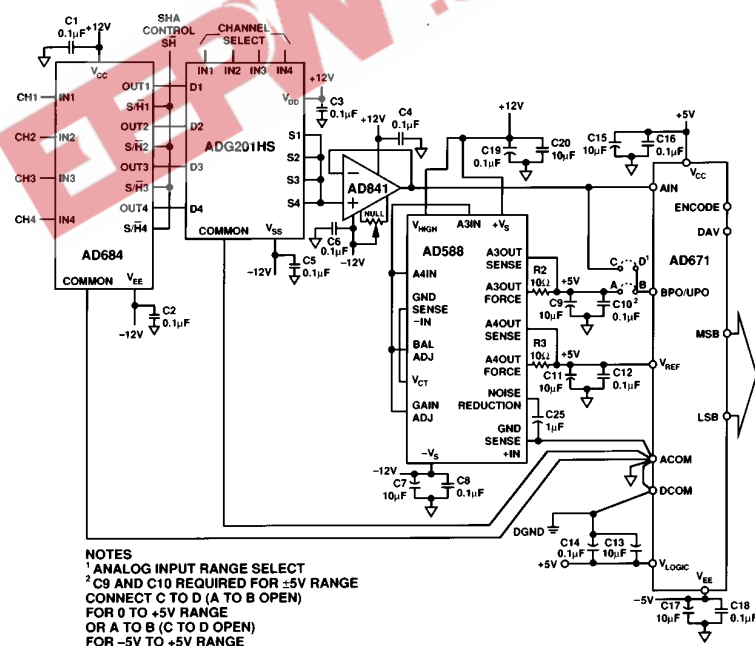 C1
0.1µF
+12V
SHA
CONTROL
SH
CHANNEL
SELECT
IN1 IN2 IN3 IN4
VCC
CH1 IN1
CH2 IN2
CH3 IN3
CH4 IN4
OUT1
S/H̅1
OUT2
S/H̅2
OUT3
S/H̅3
OUT4
S/H̅4
AD684
COMMON
VEE
-12V
C2
0.1µF
D1
D2
D3
D4
ADG201HS
VDD
+12V
C3
0.1µF
S1
S2
S3
S4
COMMON
VSS
-12V
C5
0.1µF
+12V
C4
0.1µF
AD841
NULL
C6
0.1µF
-12V
+12V
C19
0.1µF
C20
10µF
VHIGH
A3IN
+VS
AD588
A4IN
GND
SENSE
-IN
BAL
ADJ
VCT
GAIN
ADJ
A3OUT
SENSE
A3OUT
FORCE
A4OUT
SENSE
A4OUT
FORCE
NOISE
REDUCTION
GND
SENSE
+IN
-VS
-12V
C7
10µF
C8
0.1µF
R2
10Ω
+5V
C9
10µF
C10²
0.1µF
R3
10Ω
+5V
C11
10µF
C12
0.1µF
C25
1µF
C D¹
A B
C15
10µF
C16
0.1µF
+5V
VCC
AIN
ENCODE
DAV
AD671
BPO/UPO
MSB
VREF
LSB
ACOM
DCOM
DGND
C14
0.1µF
C13
10µF
+5V
VLOGIC
VEE
-5V
C17
10µF
C18
0.1µF
NOTES
¹ ANALOG INPUT RANGE SELECT
² C9 AND C10 REQUIRED FOR ±5V RANGE
CONNECT C TO D (A TO B OPEN)
FOR 0 TO +5V RANGE
OR A TO B (C TO D OPEN)
FOR -5V TO +5V RANGE